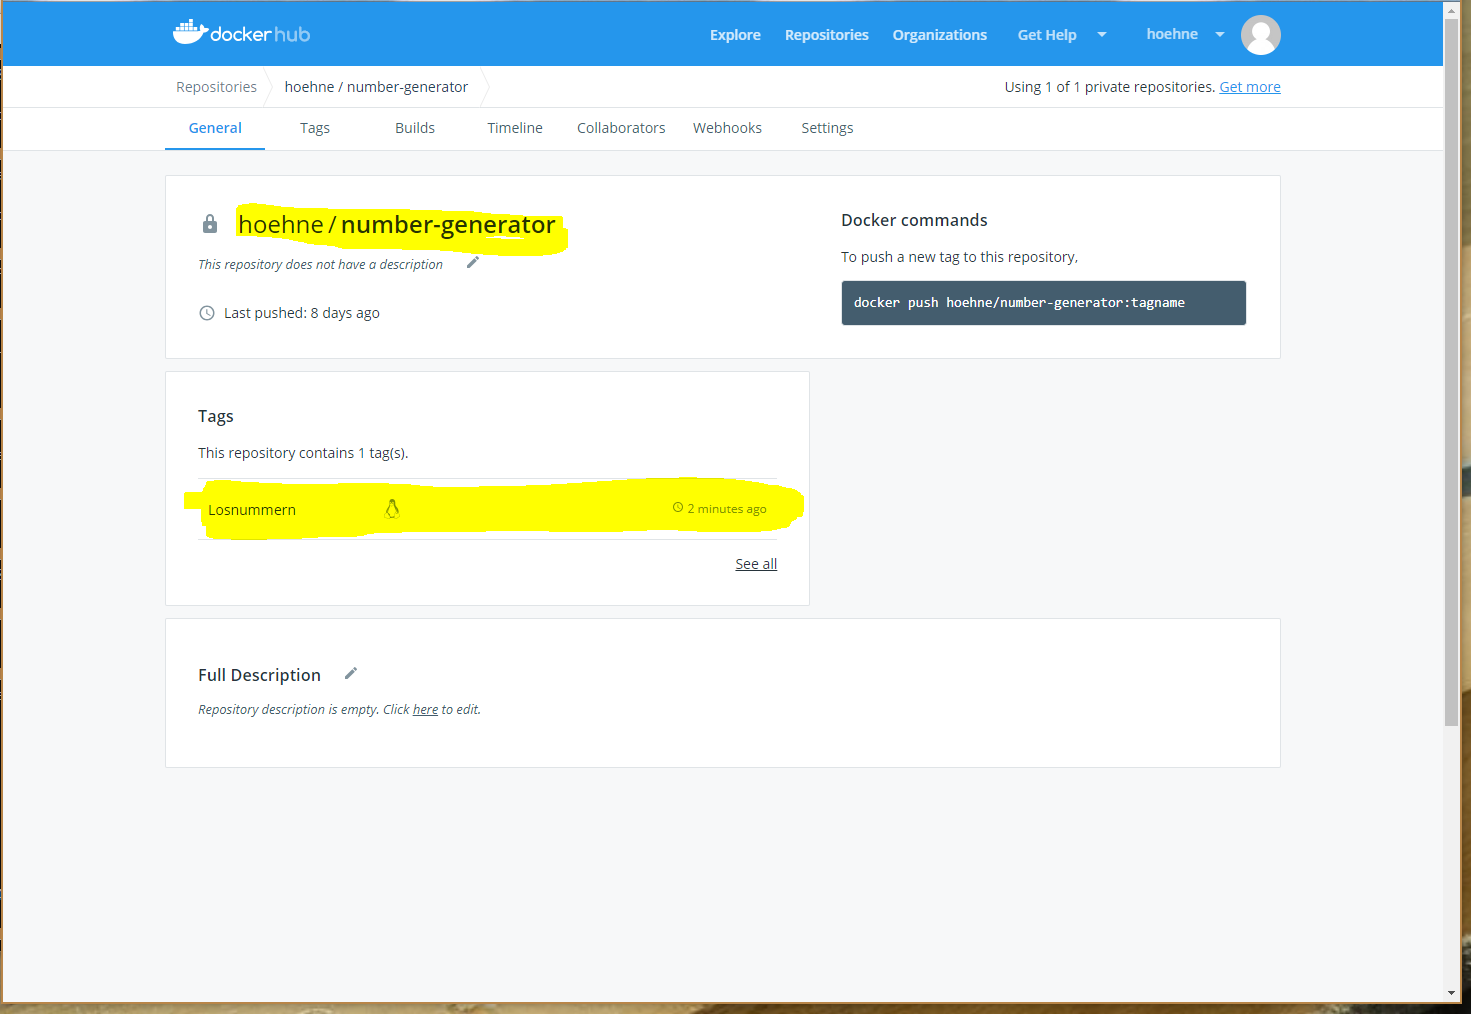 docker hub
Explore Repositories Organizations Get Help hoehne
Repositories hoehne / number-generator Using 1 of 1 private repositories. Get more
General Tags Builds Timeline Collaborators Webhooks Settings
hoehne / number-generator
This repository does not have a description
Last pushed: 8 days ago
Docker commands
To push a new tag to this repository,
docker push hoehne/number-generator:tagname
Tags
This repository contains 1 tag(s).
Losnummern 2 minutes ago
See all
Full Description
Repository description is empty. Click here to edit.